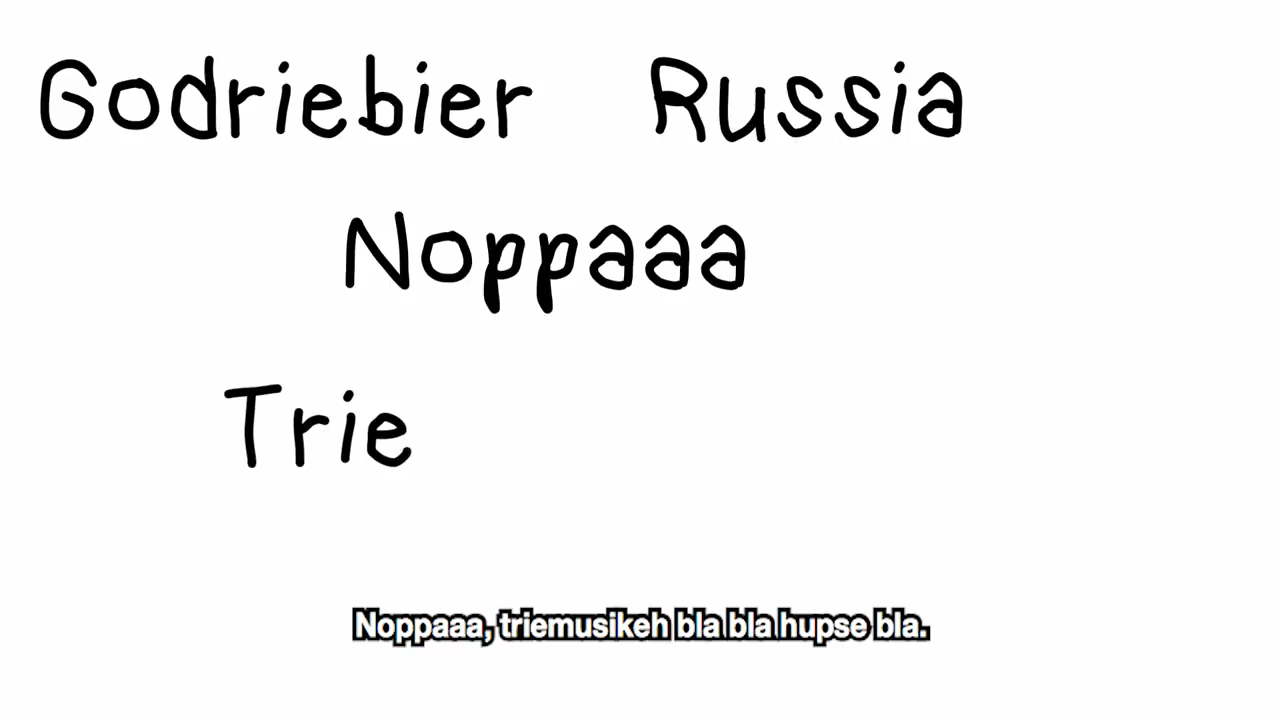 Godriebier Russia
Noppaaa
Trie
Noppaaa, triemusikeh bla bla hupse bla.